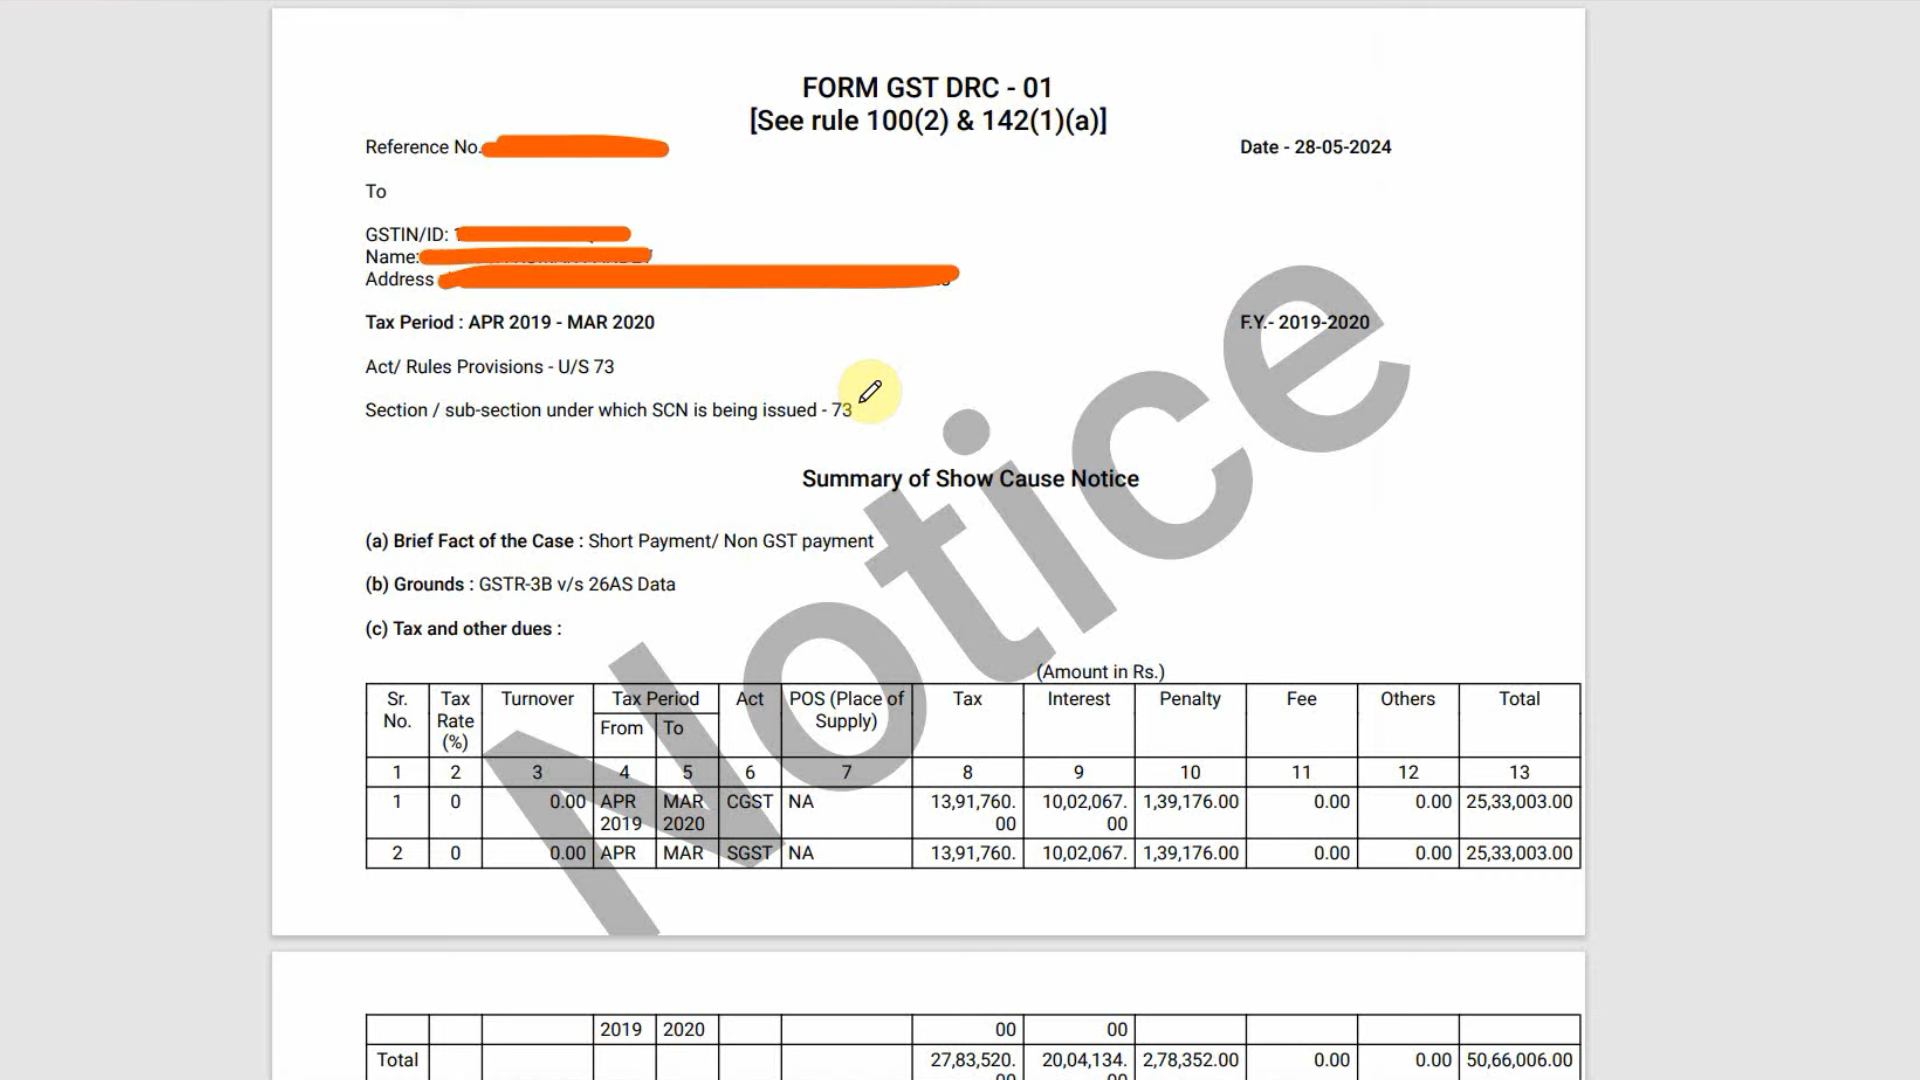 FORM GST DRC - 01
[See rule 100(2) & 142(1)(a)]
Reference No.
Date - 28-05-2024
To
GSTIN/ID:
Name:
Address
Tax Period : APR 2019 - MAR 2020
F.Y.- 2019-2020
Act/ Rules Provisions - U/S 73
Section / sub-section under which SCN is being issued - 73
Summary of Show Cause Notice
(a) Brief Fact of the Case : Short Payment/ Non GST payment
(b) Grounds : GSTR-3B v/s 26AS Data
(c) Tax and other dues :
(Amount in Rs.)
Sr. No. Tax Rate (%) Turnover Tax Period Act POS (Place of Supply) Tax Interest Penalty Fee Others Total
From To
1 2 3 4 5 6 7 8 9 10 11 12 13
1 0 0.00 APR 2019 MAR 2020 CGST NA 13,91,760.00 10,02,067.00 1,39,176.00 0.00 0.00 25,33,003.00
2 0 0.00 APR MAR SGST NA 13,91,760. 10,02,067. 1,39,176.00 0.00 0.00 25,33,003.00
2019 2020 00 00
Total 27,83,520. 20,04,134. 2,78,352.00 0.00 0.00 50,66,006.00
Notice